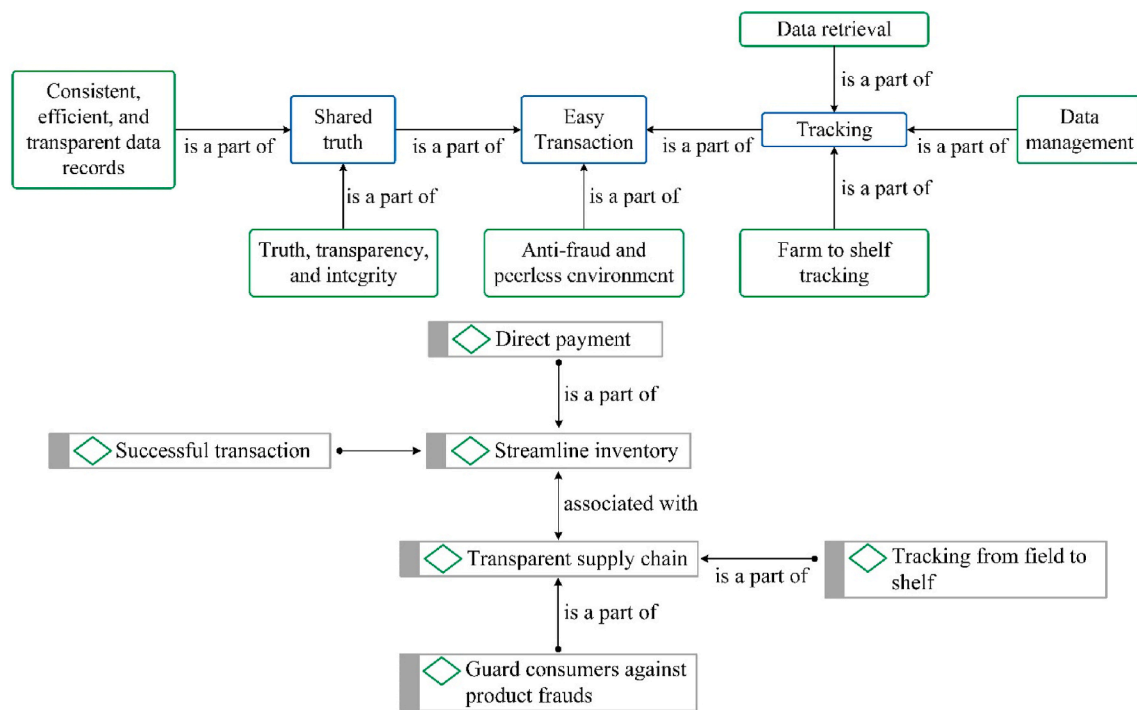 Data retrieval
is a part of
Consistent,
efficient, and
transparent data
records
is a part of
Shared
truth
is a part of
Easy
Transaction
is a part of
Tracking
is a part of
Data
management
is a part of
is a part of
is a part of
Truth, transparency,
and integrity
Anti-fraud and
peerless environment
Farm to shelf
tracking
Direct payment
is a part of
Successful transaction
Streamline inventory
associated with
Transparent supply chain
is a part of
Tracking from field to
shelf
is a part of
Guard consumers against
product frauds